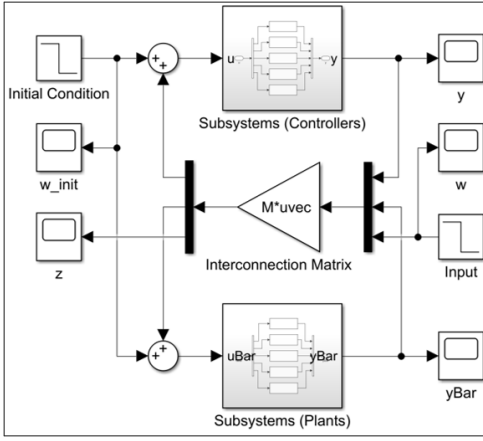 +
+
u
y
Initial Condition
Subsystems (Controllers)
y
w_init
M*uvec
w
z
Interconnection Matrix
Input
+
+
uBar
yBar
yBar
Subsystems (Plants)